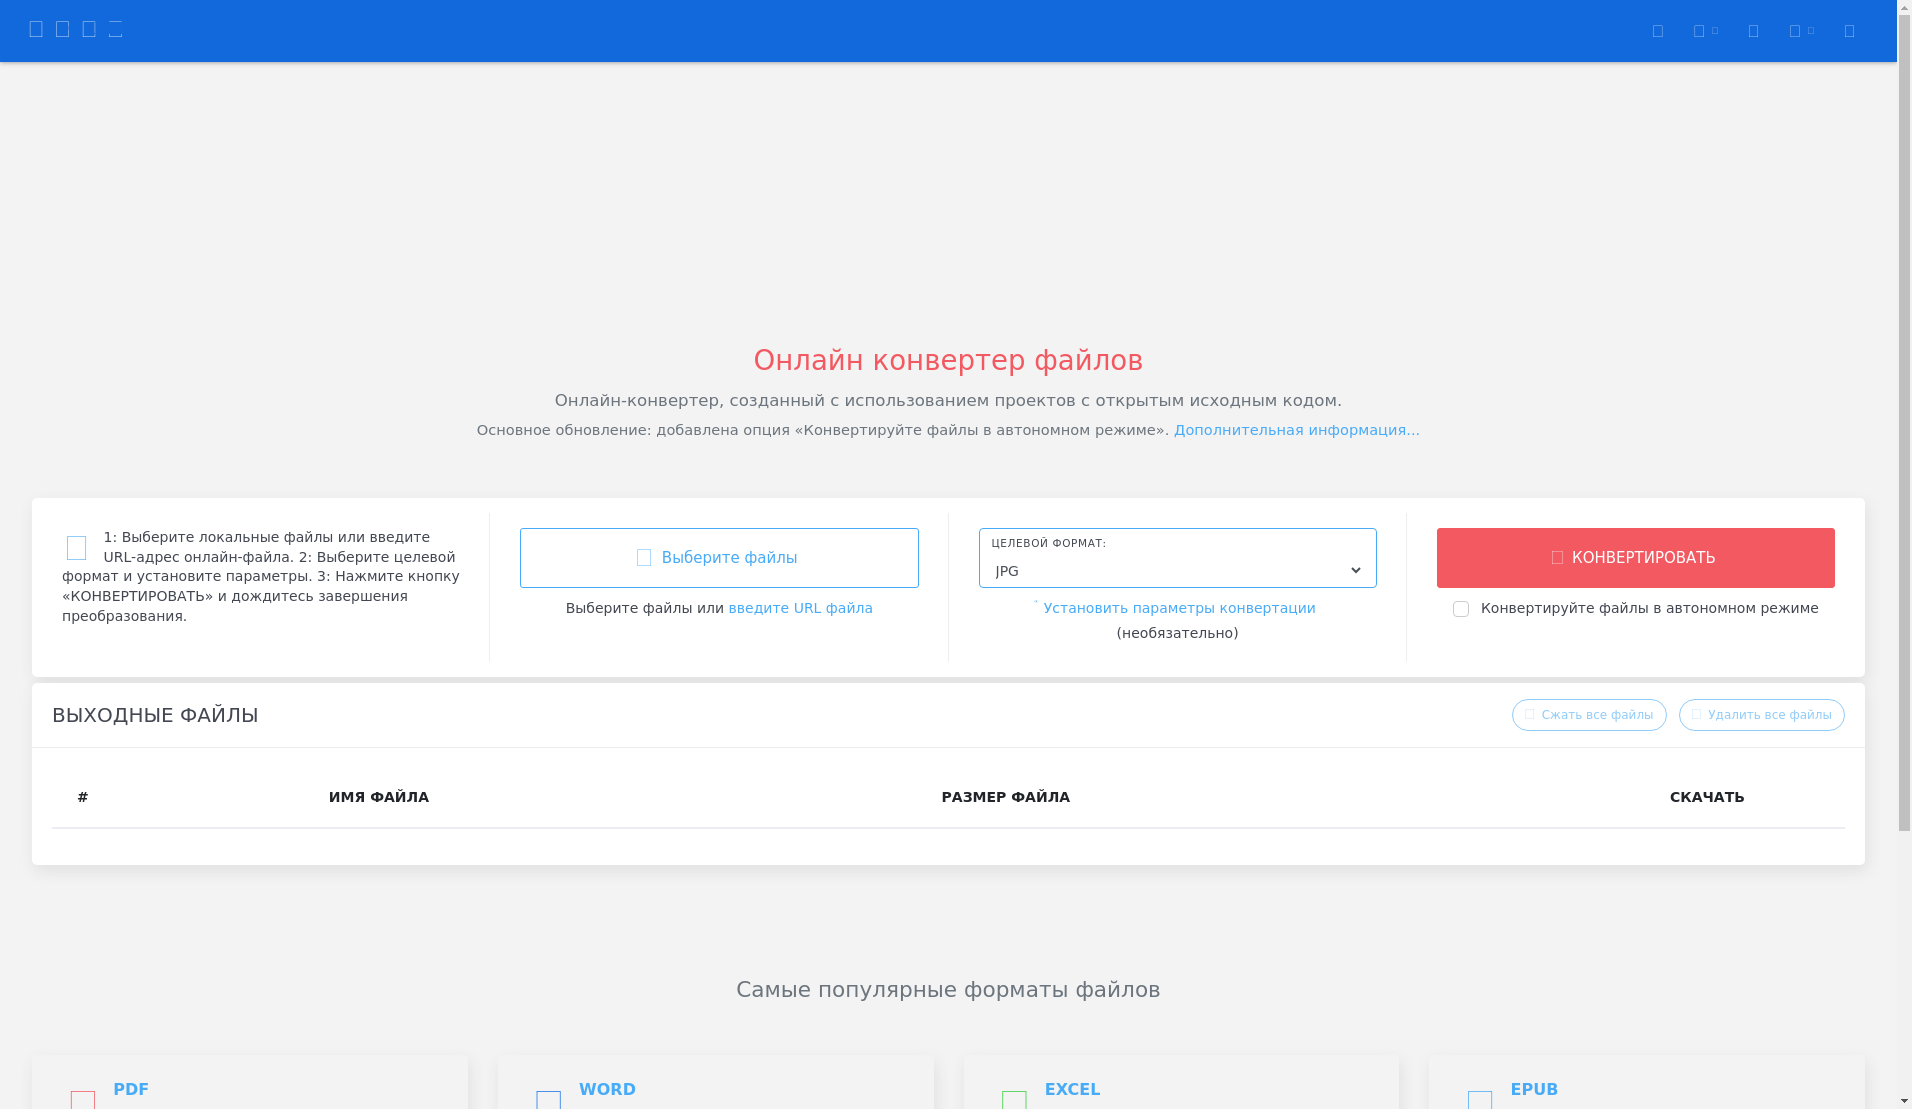 Онлайн конвертер файлов
Онлайн-конвертер, созданный с использованием проектов с открытым исходным кодом.
Основное обновление: добавлена опция «Конвертируйте файлы в автономном режиме». Дополнительная информация...
1: Выберите локальные файлы или введите
URL-адрес онлайн-файла. 2: Выберите целевой
формат и установите параметры. 3: Нажмите кнопку
«КОНВЕРТИРОВАТЬ» и дождитесь завершения
преобразования.
Выберите файлы
Выберите файлы или введите URL файла
ЦЕЛЕВОЙ ФОРМАТ:
JPG
Установить параметры конвертации
(необязательно)
КОНВЕРТИРОВАТЬ
Конвертируйте файлы в автономном режиме
ВЫХОДНЫЕ ФАЙЛЫ
Сжать все файлы
Удалить все файлы
# ИМЯ ФАЙЛА РАЗМЕР ФАЙЛА СКАЧАТЬ
Самые популярные форматы файлов
PDF
WORD
EXCEL
EPUB